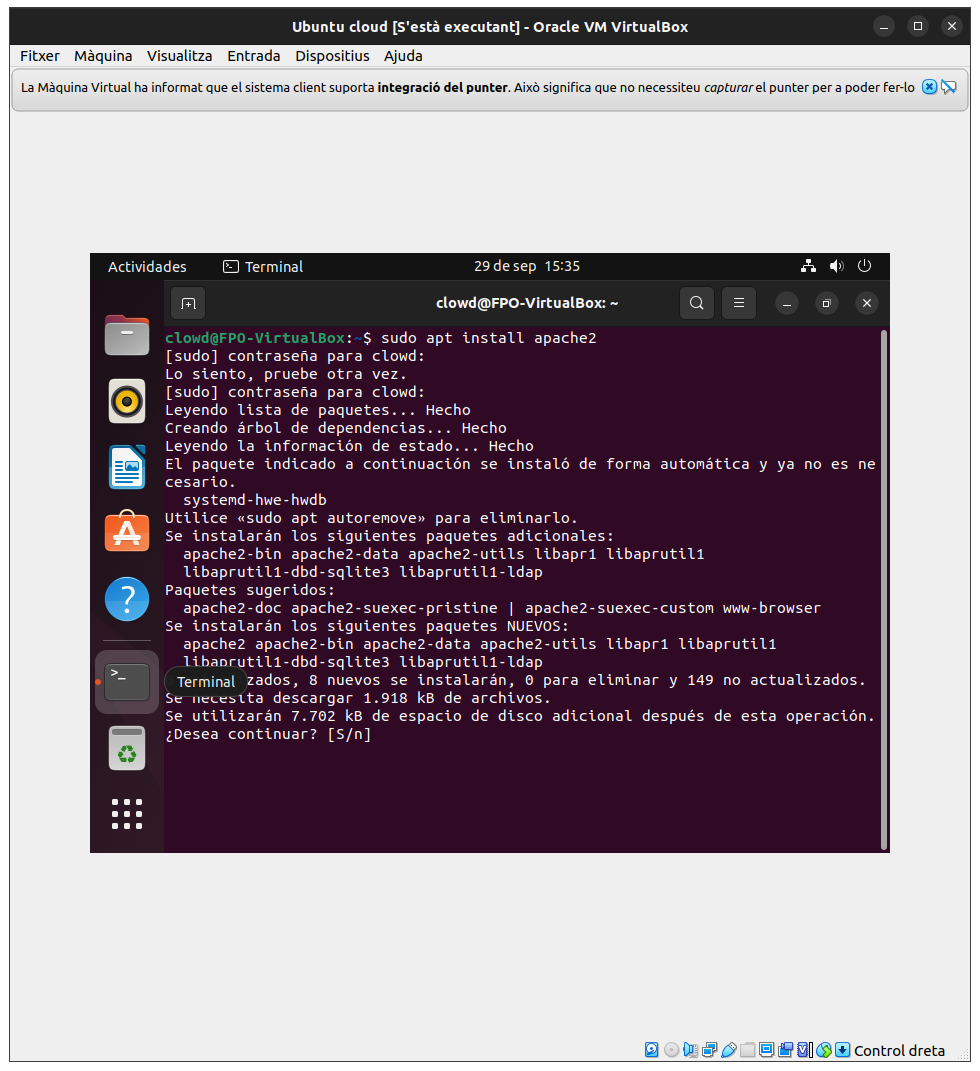 Ubuntu cloud [S'està executant] - Oracle VM VirtualBox
Fitxer Màquina Visualitza Entrada Dispositius Ajuda
La Màquina Virtual ha informat que el sistema client suporta integració del punter. Això significa que no necessiteu capturar el punter per a poder fer-lo
Actividades Terminal 29 de sep 15:35
clowd@FPO-VirtualBox: ~
clowd@FPO-VirtualBox:~$ sudo apt install apache2
[sudo] contraseña para clowd:
Lo siento, pruebe otra vez.
[sudo] contraseña para clowd:
Leyendo lista de paquetes... Hecho
Creando árbol de dependencias... Hecho
Leyendo la información de estado... Hecho
El paquete indicado a continuación se instaló de forma automática y ya no es ne
cesario.
systemd-hwe-hwdb
Utilice «sudo apt autoremove» para eliminarlo.
Se instalarán los siguientes paquetes adicionales:
apache2-bin apache2-data apache2-utils libapr1 libaprutil1
libaprutil1-dbd-sqlite3 libaprutil1-ldap
Paquetes sugeridos:
apache2-doc apache2-suexec-pristine | apache2-suexec-custom www-browser
Se instalarán los siguientes paquetes NUEVOS:
apache2 apache2-bin apache2-data apache2-utils libapr1 libaprutil1
libaprutil1-dbd-sqlite3 libaprutil1-ldap
Terminal
izados, 8 nuevos se instalarán, 0 para eliminar y 149 no actualizados.
Se necesita descargar 1.918 kB de archivos.
Se utilizarán 7.702 kB de espacio de disco adicional después de esta operación.
¿Desea continuar? [S/n]
Control dreta